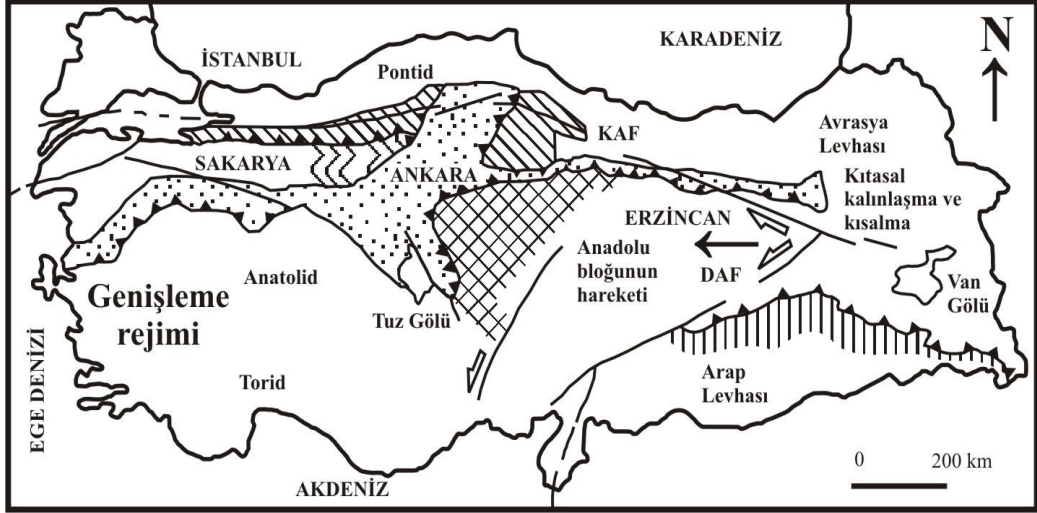 KARADENİZ
N
İSTANBUL
Pontid
Avrasya
Levhası
KAF
SAKARYA
ANKARA
Kıtasal
kalınlaşma ve
kısalma
ERZİNCAN
Anadolu
bloğunun
hareketi
DAF
Anatolid
Van
Gölü
Genişleme
rejimi
Tuz Gölü
Torid
Arap
Levhası
EGE DENİZİ
AKDENİZ
0 200 km